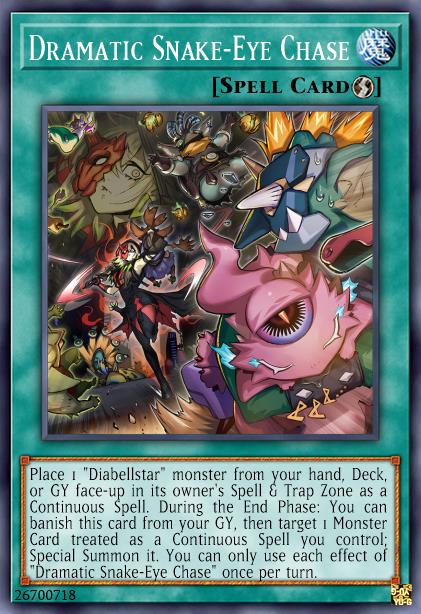 Dramatic Snake-Eye Chase
魔
[Spell Card]
Place 1 "Diabellstar" monster from your hand, Deck,
or GY face-up in its owner's Spell & Trap Zone as a
Continuous Spell. During the End Phase: You can
banish this card from your GY, then target 1 Monster
Card treated as a Continuous Spell you control;
Special Summon it. You can only use each effect of
"Dramatic Snake-Eye Chase" once per turn.
26700718